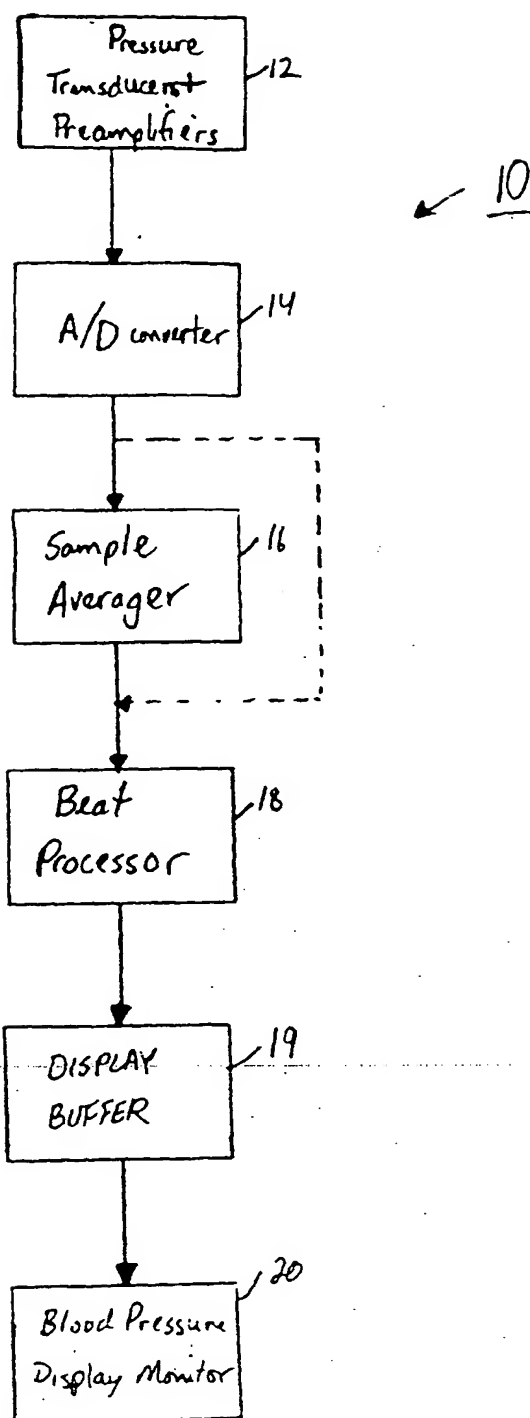 Pressure
Transducer +
Preamplifiers
12
10
A/D converter
14
Sample
Averager
16
Beat
Processor
18
DISPLAY
BUFFER
19
Blood Pressure
Display Monitor
20